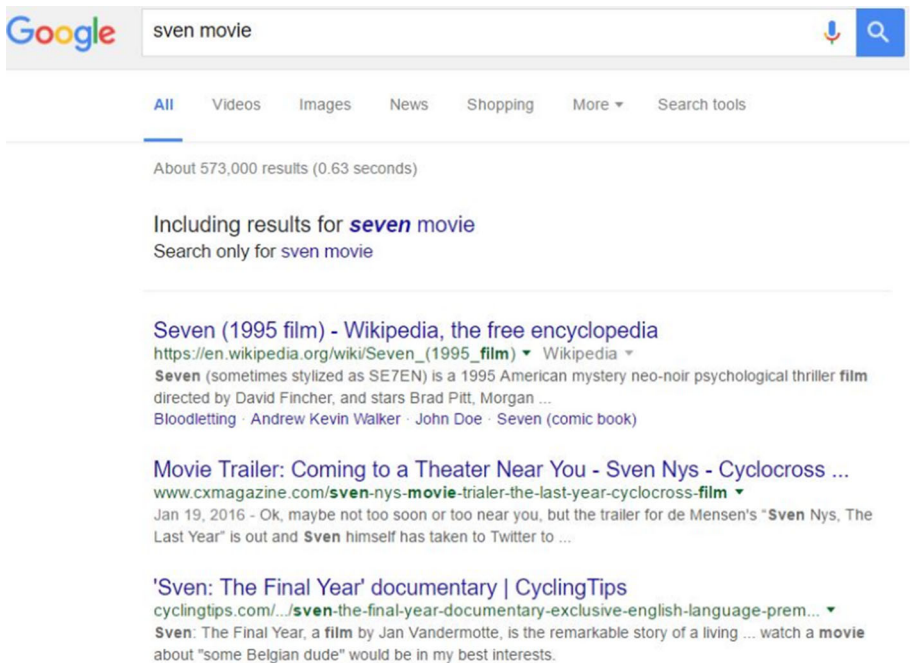 Google sven movie
All Videos Images News Shopping More Search tools
About 573,000 results (0.63 seconds)
Including results for seven movie
Search only for sven movie
Seven (1995 film) - Wikipedia, the free encyclopedia
https://en.wikipedia.org/wiki/Seven_(1995_film) Wikipedia
Seven (sometimes stylized as SE7EN) is a 1995 American mystery neo-noir psychological thriller film
directed by David Fincher, and stars Brad Pitt, Morgan ...
Bloodletting · Andrew Kevin Walker · John Doe · Seven (comic book)
Movie Trailer: Coming to a Theater Near You - Sven Nys - Cyclocross ...
www.cxmagazine.com/sven-nys-movie-trialer-the-last-year-cyclocross-film
Jan 19, 2016 - Ok, maybe not too soon or too near you, but the trailer for de Mensen's "Sven Nys, The
Last Year" is out and Sven himself has taken to Twitter to ...
'Sven: The Final Year' documentary | CyclingTips
cyclingtips.com/.../sven-the-final-year-documentary-exclusive-english-language-prem...
Sven: The Final Year, a film by Jan Vandermotte, is the remarkable story of a living ... watch a movie
about "some Belgian dude" would be in my best interests.